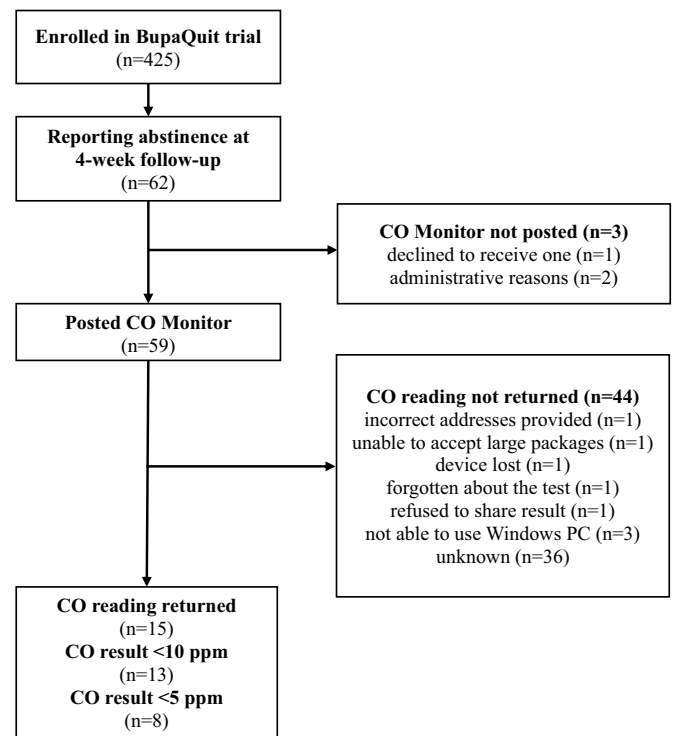 Enrolled in BupaQuit trial
(n=425)
Reporting abstinence at
4-week follow-up
(n=62)
CO Monitor not posted (n=3)
declined to receive one (n=1)
administrative reasons (n=2)
Posted CO Monitor
(n=59)
CO reading not returned (n=44)
incorrect addresses provided (n=1)
unable to accept large packages (n=1)
device lost (n=1)
forgotten about the test (n=1)
refused to share result (n=1)
not able to use Windows PC (n=3)
unknown (n=36)
CO reading returned
(n=15)
CO result <10 ppm
(n=13)
CO result <5 ppm
(n=8)